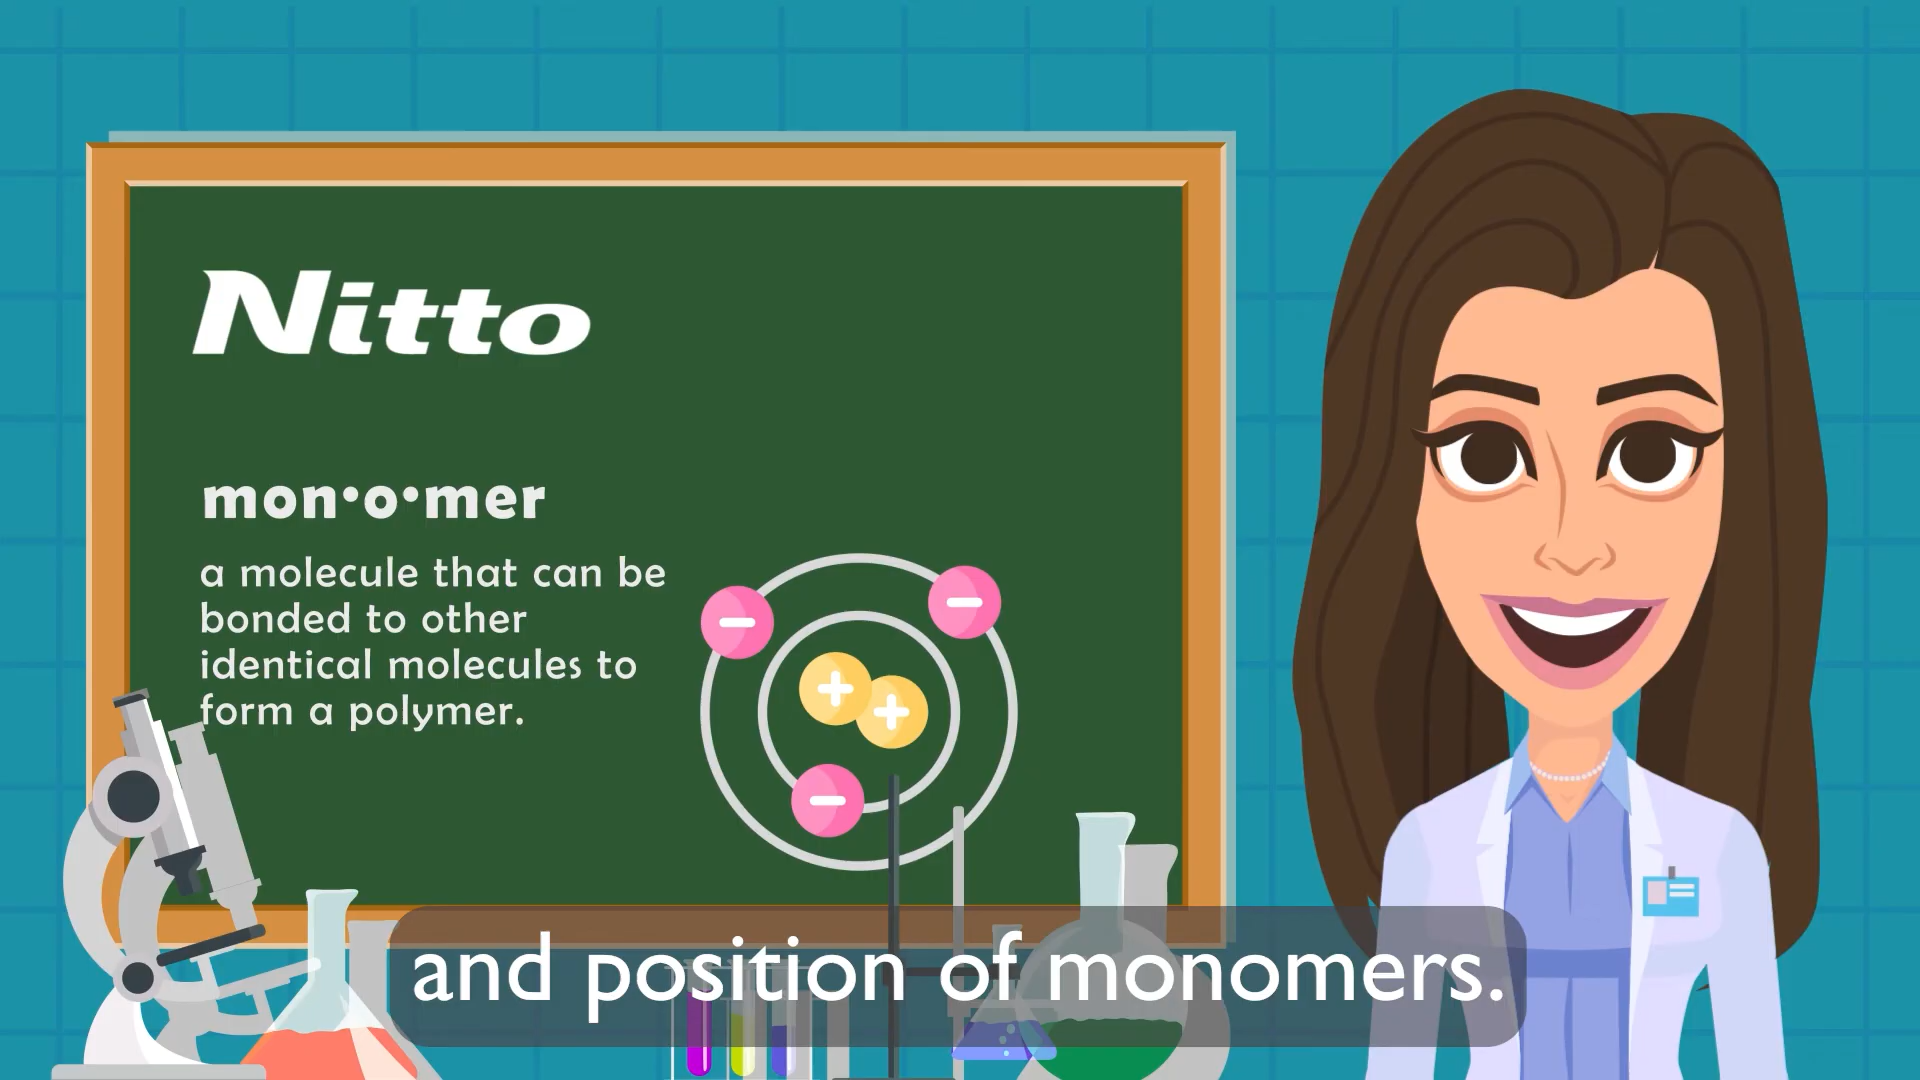 Nitto
mon•o•mer
a molecule that can be
bonded to other
identical molecules to
form a polymer.
and position of monomers.